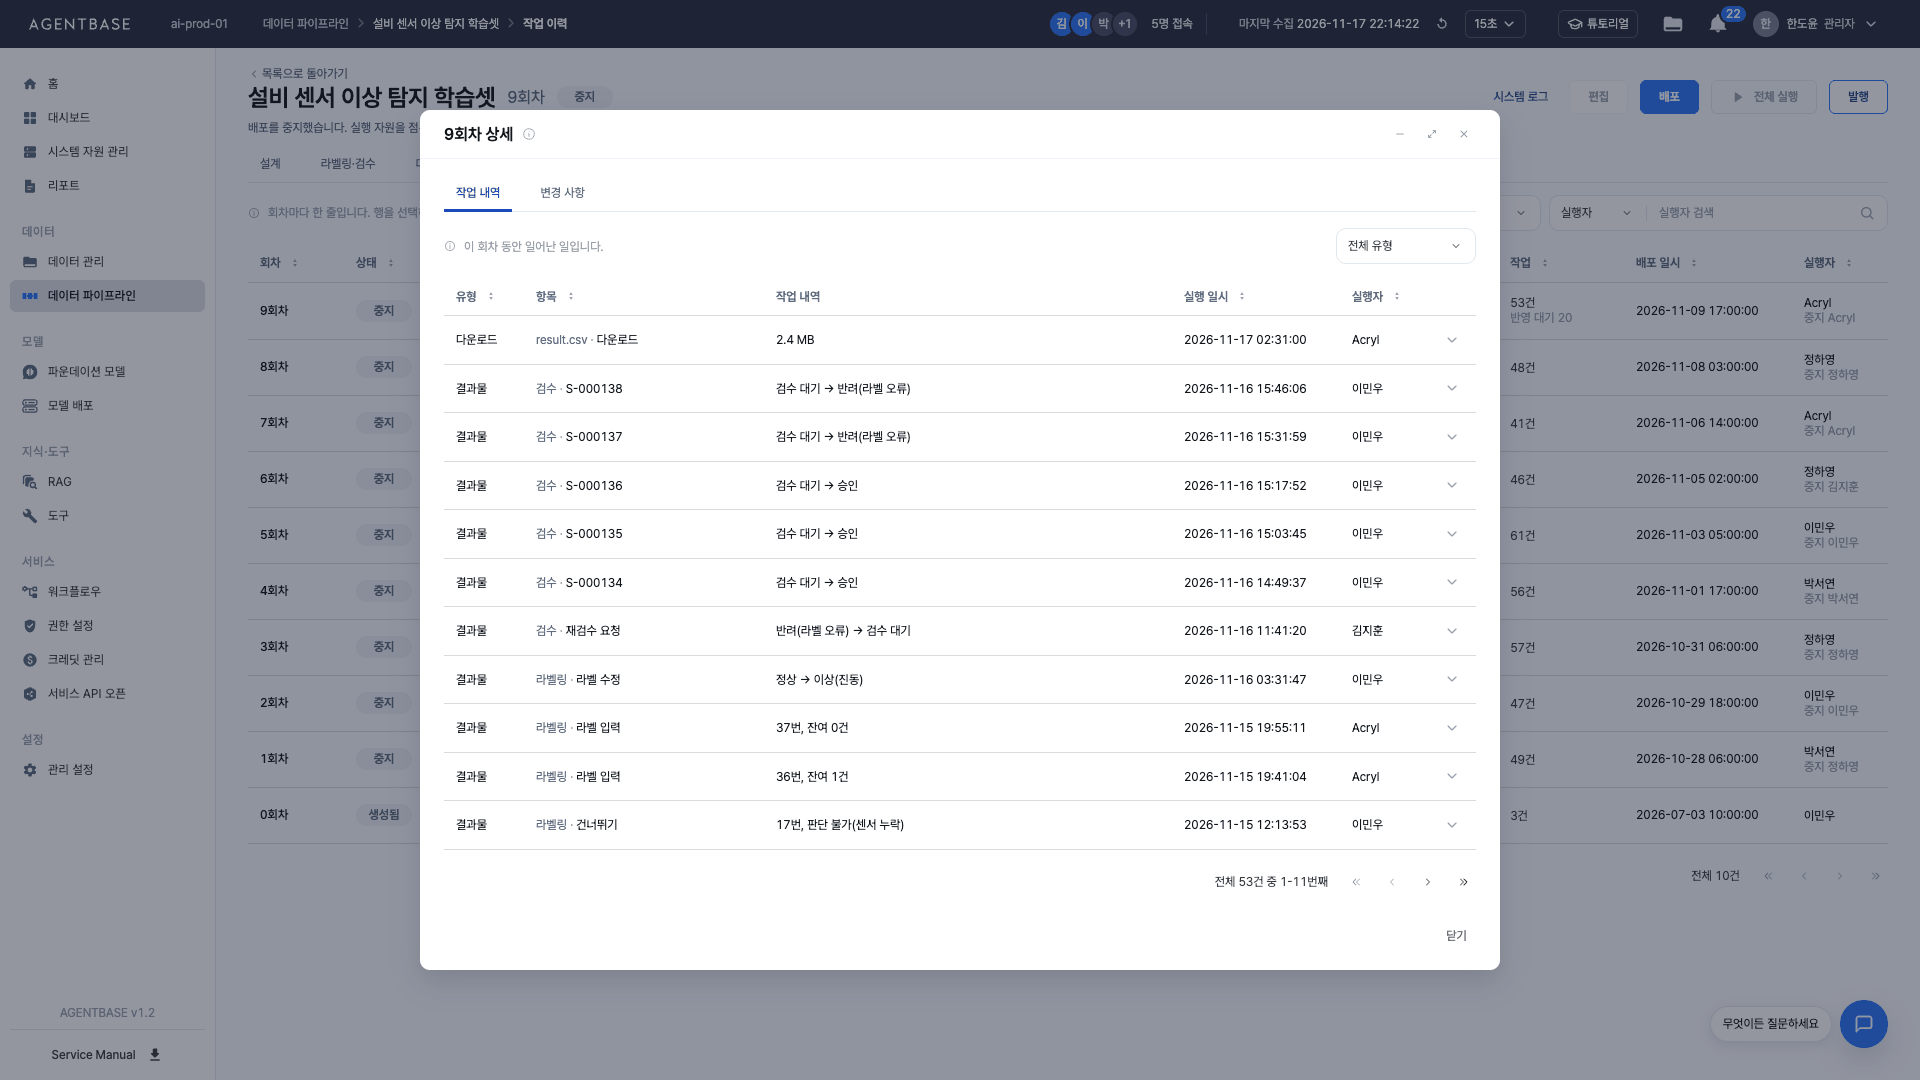 AGENTBASE
ai-prod-01
데이터 파이프라인 설비 센서 이상 탐지 학습셋 작업 이력
김 이 박 +1 5명 접속
마지막 수집 2026-11-17 22:14:22
15초
튜토리얼
22
한 한도윤 관리자
홈
대시보드
시스템 자원 관리
리포트
데이터
데이터 관리
데이터 파이프라인
모델
파운데이션 모델
모델 배포
지식·도구
RAG
도구
서비스
워크플로우
권한 설정
크레딧 관리
서비스 API 오픈
설정
관리 설정
AGENTBASE v1.2
Service Manual
목록으로 돌아가기
설비 센서 이상 탐지 학습셋 9회차 중지
배포를 중지했습니다. 실행 자원을
시스템 로그 편집 배포 전체 실행 발행
설계 라벨링·검수
회차마다 한 줄입니다. 행을
실행자 실행자 검색
회차 상태 작업 배포 일시 실행자
9회차 중지 53건 반영 대기 20 2026-11-09 17:00:00 Acryl 중지 Acryl
8회차 중지 48건 2026-11-08 03:00:00 정하영 중지 정하영
7회차 중지 41건 2026-11-06 14:00:00 Acryl 중지 Acryl
6회차 중지 46건 2026-11-05 02:00:00 정하영 중지 김지훈
5회차 중지 61건 2026-11-03 05:00:00 이민우 중지 이민우
4회차 중지 56건 2026-11-01 17:00:00 박서연 중지 박서연
3회차 중지 57건 2026-10-31 06:00:00 정하영 중지 정하영
2회차 중지 47건 2026-10-29 18:00:00 이민우 중지 이민우
1회차 중지 49건 2026-10-28 06:00:00 박서연 중지 정하영
0회차 생성됨 3건 2026-07-03 10:00:00 이민우
전체 10건
9회차 상세
작업 내역 변경 사항
이 회차 동안 일어난 일입니다.
전체 유형
유형 항목 작업 내역 실행 일시 실행자
다운로드 result.csv · 다운로드 2.4 MB 2026-11-17 02:31:00 Acryl
결과물 검수 · S-000138 검수 대기 → 반려(라벨 오류) 2026-11-16 15:46:06 이민우
결과물 검수 · S-000137 검수 대기 → 반려(라벨 오류) 2026-11-16 15:31:59 이민우
결과물 검수 · S-000136 검수 대기 → 승인 2026-11-16 15:17:52 이민우
결과물 검수 · S-000135 검수 대기 → 승인 2026-11-16 15:03:45 이민우
결과물 검수 · S-000134 검수 대기 → 승인 2026-11-16 14:49:37 이민우
결과물 검수 · 재검수 요청 반려(라벨 오류) → 검수 대기 2026-11-16 11:41:20 김지훈
결과물 라벨링 · 라벨 수정 정상 → 이상(진동) 2026-11-16 03:31:47 이민우
결과물 라벨링 · 라벨 입력 37번, 잔여 0건 2026-11-15 19:55:11 Acryl
결과물 라벨링 · 라벨 입력 36번, 잔여 1건 2026-11-15 19:41:04 Acryl
결과물 라벨링 · 건너뛰기 17번, 판단 불가(센서 누락) 2026-11-15 12:13:53 이민우
전체 53건 중 1-11번째
닫기
무엇이든 질문하세요